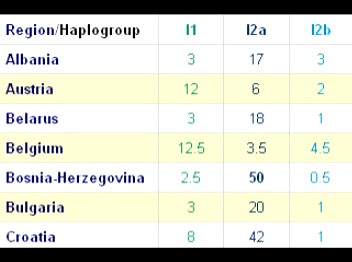 Region/Haplogroup I1 I2a I2b
Albania 3 17 3
Austria 12 6 2
Belarus 3 18 1
Belgium 12.5 3.5 4.5
Bosnia-Herzegovina 2.5 50 0.5
Bulgaria 3 20 1
Croatia 8 42 1